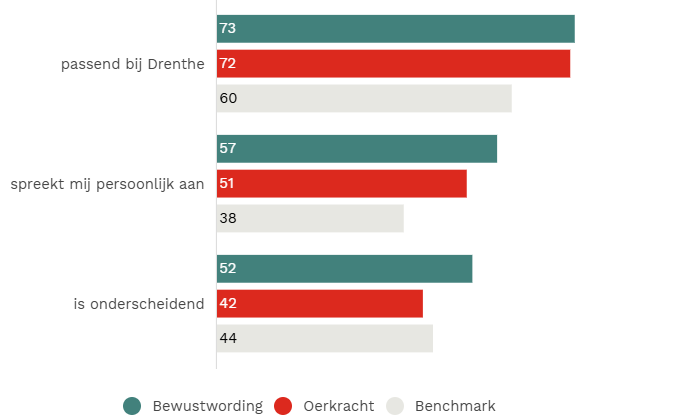 73
passend bij Drenthe
72
60
57
spreekt mij persoonlijk aan
51
38
52
is onderscheidend
42
44
Bewustwording Oerkracht Benchmark